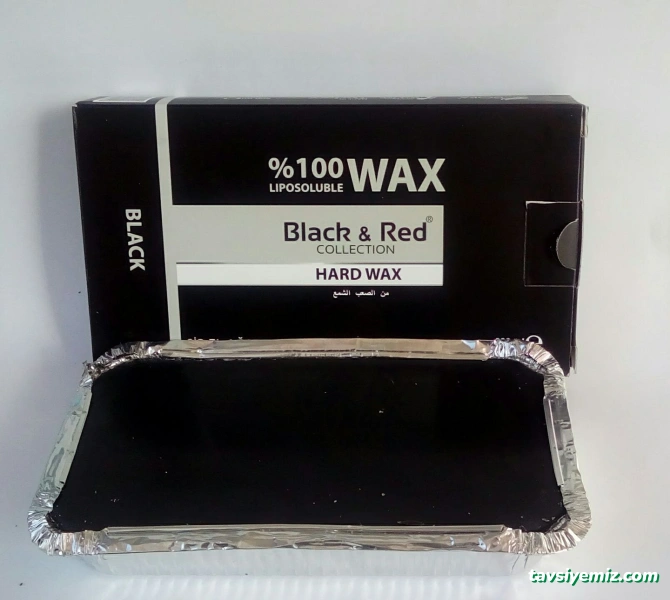 %100 WAX
LIPOSOLUBLE
Black & Red®
COLLECTION
HARD WAX
من الصعب الشمع
BLACK
tavsiyemiz.com